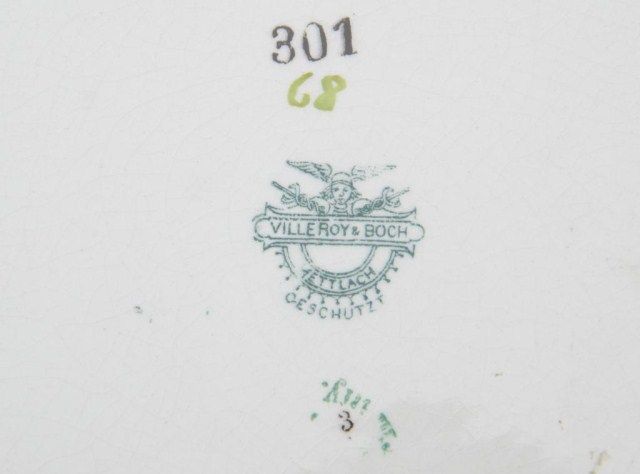 301
68
VILLEROY & BOCH
METTLACH
GESCHÜTZT
3